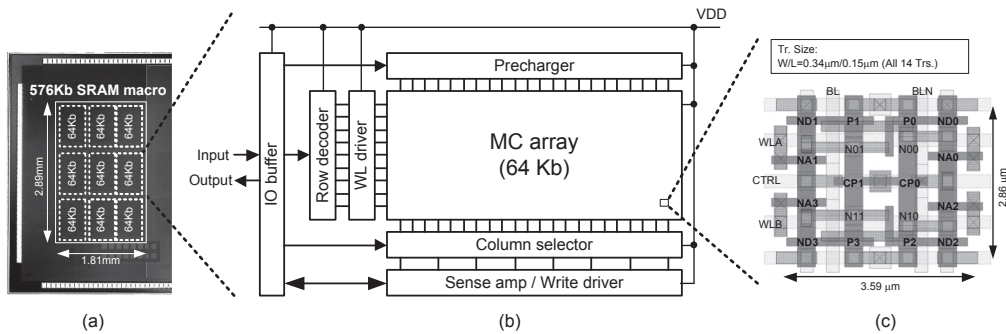 576Kb SRAM macro
64Kb 64Kb 64Kb
64Kb 64Kb 64Kb
64Kb 64Kb 64Kb
2.89mm
1.81mm
(a)
VDD
Precharger
Input
Output
IO buffer
Row decoder
WL driver
MC array
(64 Kb)
Column selector
Sense amp / Write driver
(b)
Tr. Size:
W/L=0.34μm/0.15μm (All 14 Trs.)
BL BLN
ND1 P1 P0 ND0
WLA N01 N00
NA1 NA0
CTRL CP1 CP0
NA3 NA2
WLB N11 N10
ND3 P3 P2 ND2
2.86 μm
3.59 μm
(c)